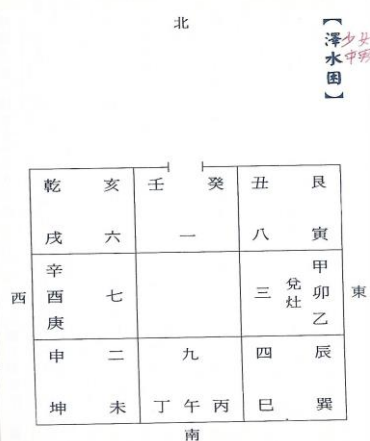 北
【澤水困】
少女
中男
乾 亥 壬 癸 丑 艮
戌 六 一 八 寅
西 辛酉庚 七 三 兌灶 甲卯乙 東
申 二 九 四 辰
坤 未 丁 午 丙 巳 巽
南